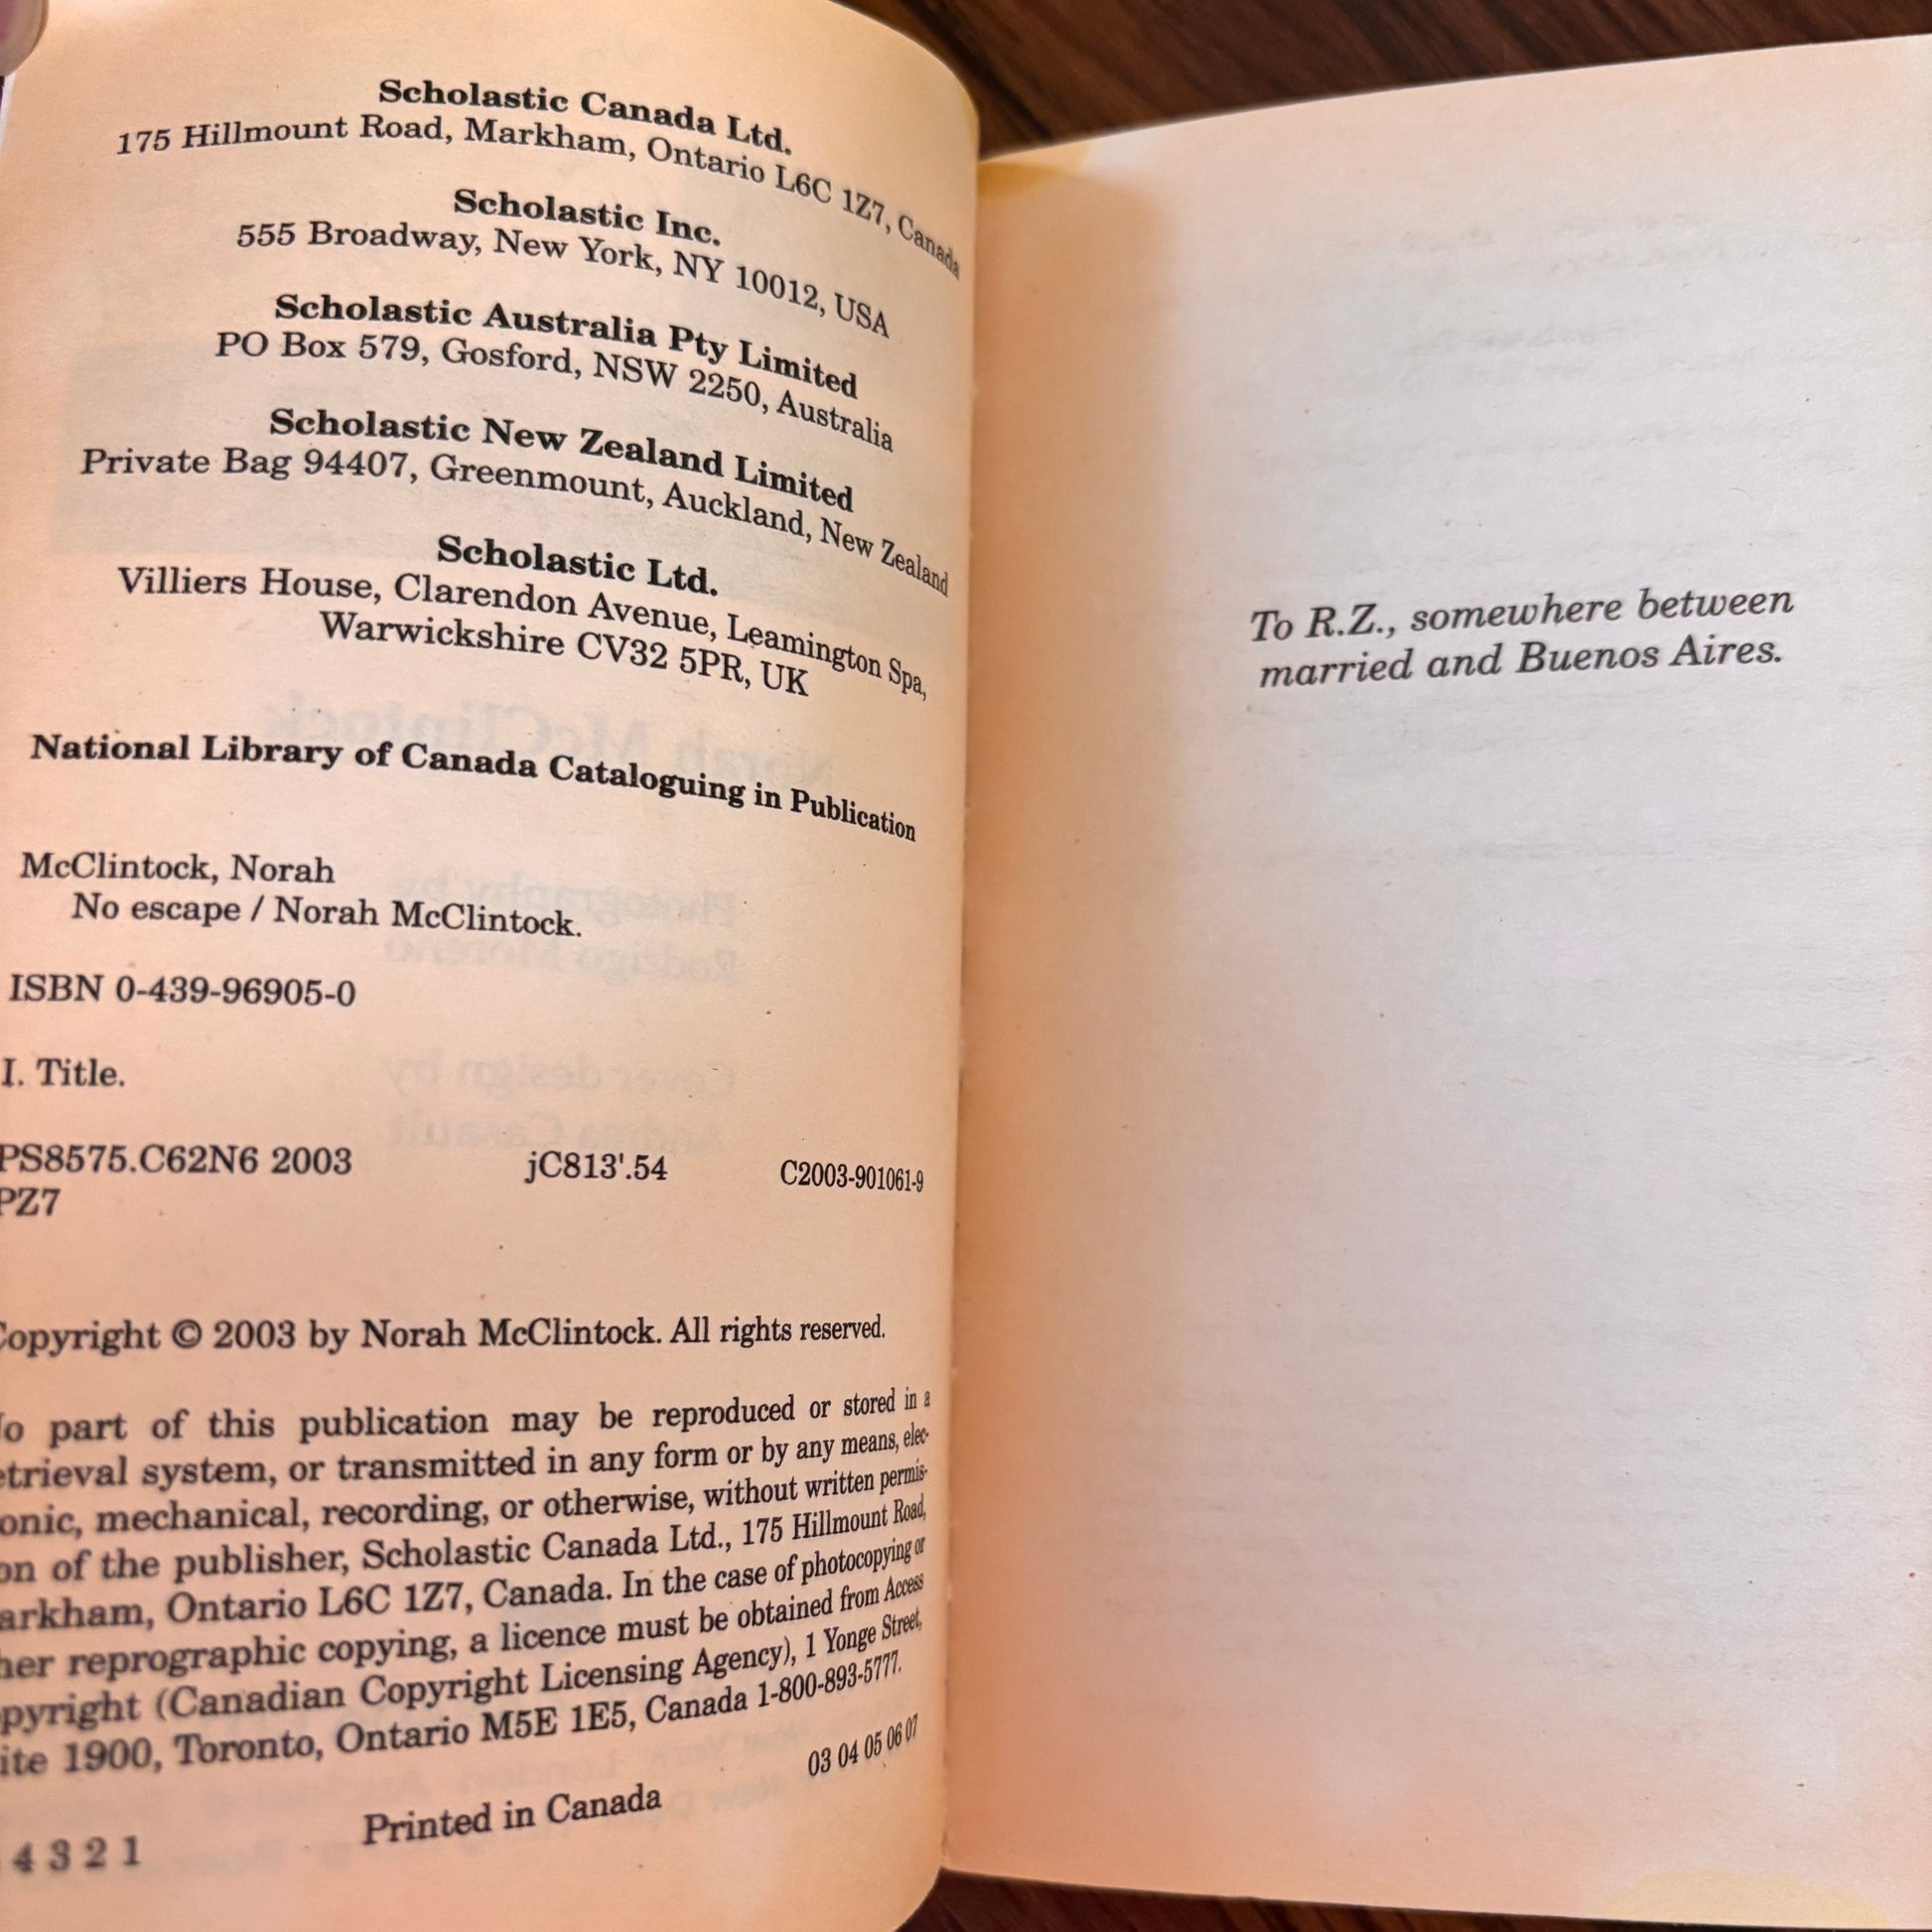 Scholastic Canada Ltd.
175 Hillmount Road, Markham, Ontario L6C 1Z7, Canada
Scholastic Inc.
555 Broadway, New York, NY 10012, USA
Scholastic Australia Pty Limited
PO Box 579, Gosford, NSW 2250, Australia
Scholastic New Zealand Limited
Private Bag 94407, Greenmount, Auckland, New Zealand
Scholastic Ltd.
Villiers House, Clarendon Avenue, Leamington Spa,
Warwickshire CV32 5PR, UK
National Library of Canada Cataloguing in Publication
McClintock, Norah
No escape / Norah McClintock.
ISBN 0-439-96905-0
I. Title.
PS8575.C62N6 2003 jC813'.54 C2003-901061-9
PZ7
Copyright © 2003 by Norah McClintock. All rights reserved.
part of this publication may be reproduced or stored in a
system, or transmitted in any form or by any means, elec-
mechanical, recording, or otherwise, without written permis-
of the publisher, Scholastic Canada Ltd., 175 Hillmount Road,
Ontario L6C 1Z7, Canada. In the case of photocopying or
reprographic copying, a licence must be obtained from Access
(Canadian Copyright Licensing Agency), 1 Yonge Street,
1900, Toronto, Ontario M5E 1E5, Canada 1-800-893-5777.
4 3 2 1 Printed in Canada 03 04 05 06 07
To R.Z., somewhere between
married and Buenos Aires.